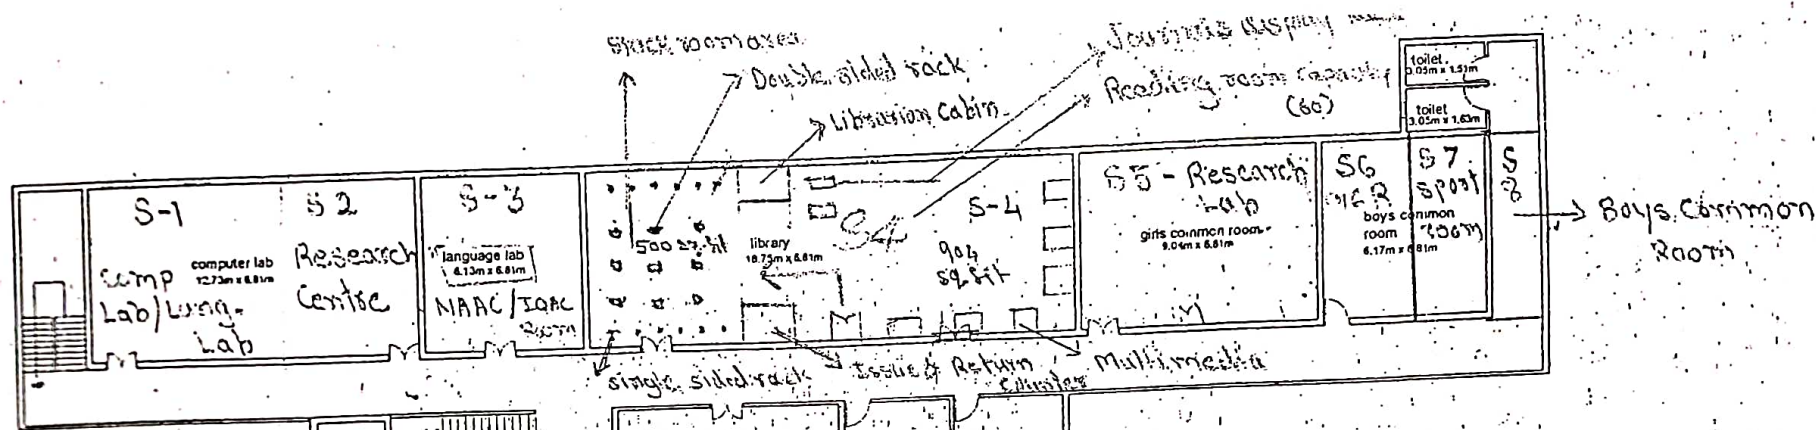 Stack room area
Double sided rack
Librarian Cabin
Journals display
Reading room capacity
(60)
toilet
3.05m x 1.51m
toilet
3.05m x 1.63m
S-1
S2
S-3
S4
S-4
S5 - Research
Lab
S6
S7
Sport
room
S
8
Boys Common
Room
computer lab
12.73m x 6.81m
Comp
Lab/Lang-
Lab
Research
Centre
language lab
6.13m x 6.81m
NAAC/IQAC
Room
500 sq.ft
library
18.75m x 6.81m
904
sq.ft
girls common room
9.04m x 6.81m
boys common
room
6.17m x 6.81m
single sided rack
Issue & Return
Counter
Multimedia